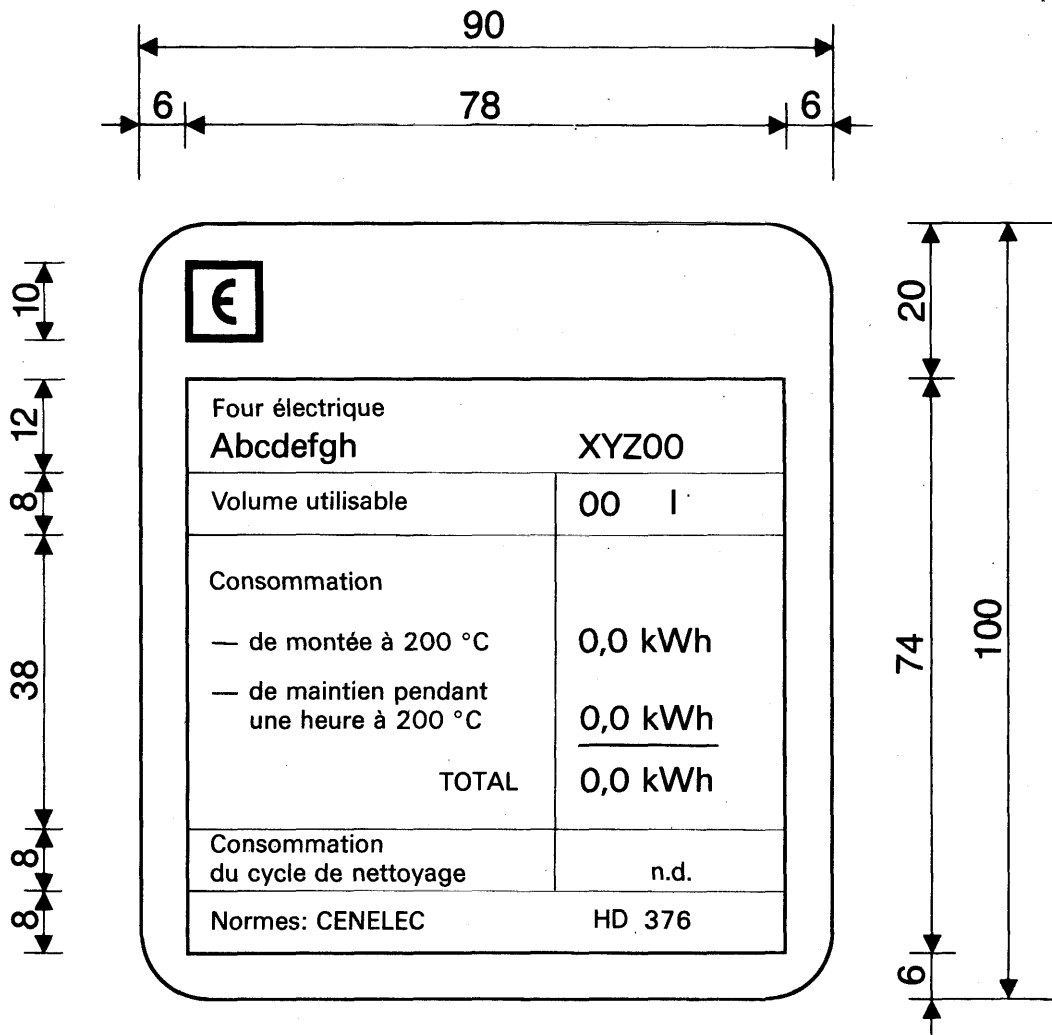 90
6 78 6
10
20
Є
12
Four électrique
Abcdefgh XYZ00
8
Volume utilisable 00 l
38
Consommation
— de montée à 200 °C 0,0 kWh
— de maintien pendant
une heure à 200 °C 0,0 kWh
TOTAL 0,0 kWh
74
100
8
Consommation
du cycle de nettoyage n.d.
8
Normes: CENELEC HD 376
6